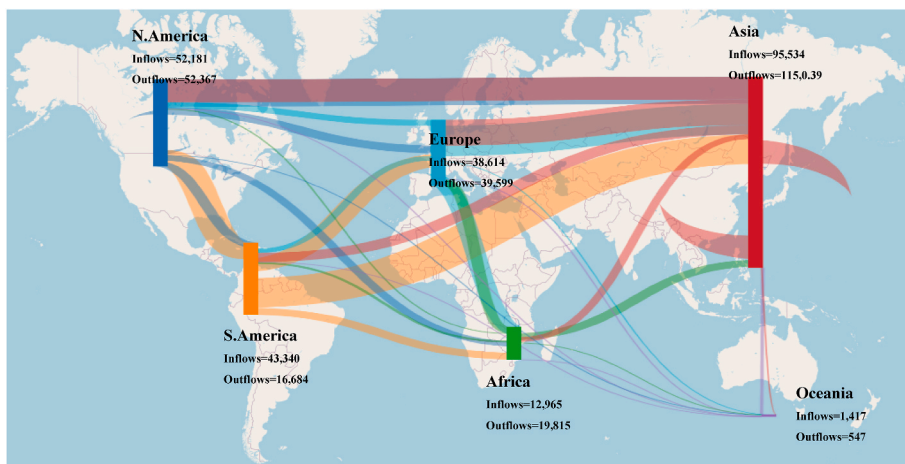 N.America
Inflows=52,181
Outflows=52,367
Asia
Inflows=95,534
Outflows=115,0.39
Europe
Inflows=38,614
Outflows=39,599
S.America
Inflows=43,340
Outflows=16,684
Africa
Inflows=12,965
Outflows=19,815
Oceania
Inflows=1,417
Outflows=547